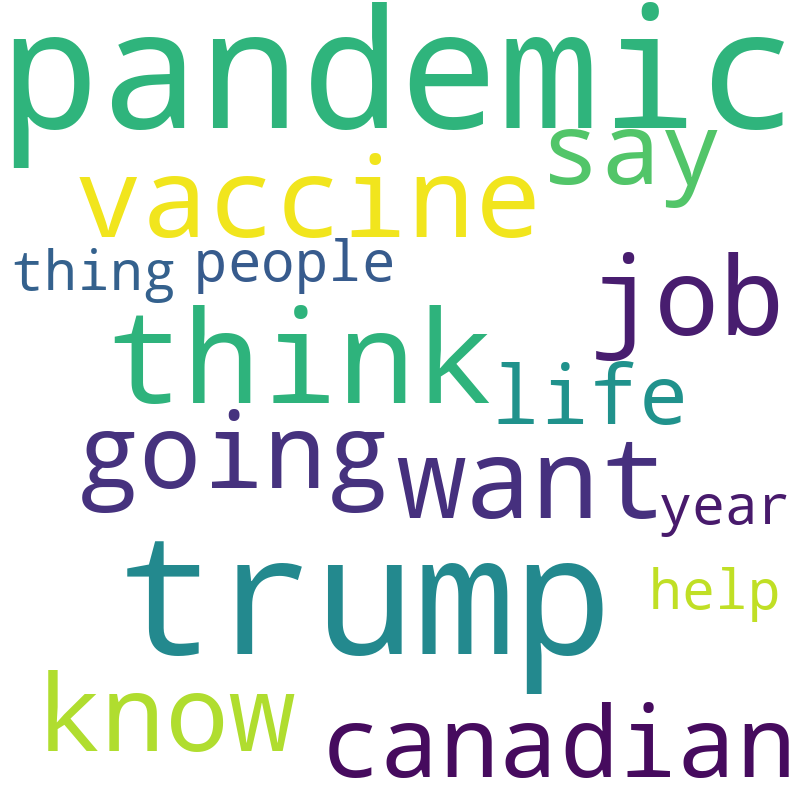 pandemic
say
vaccine
thing people
job
think
life
going
want
year
trump
help
know
canadian